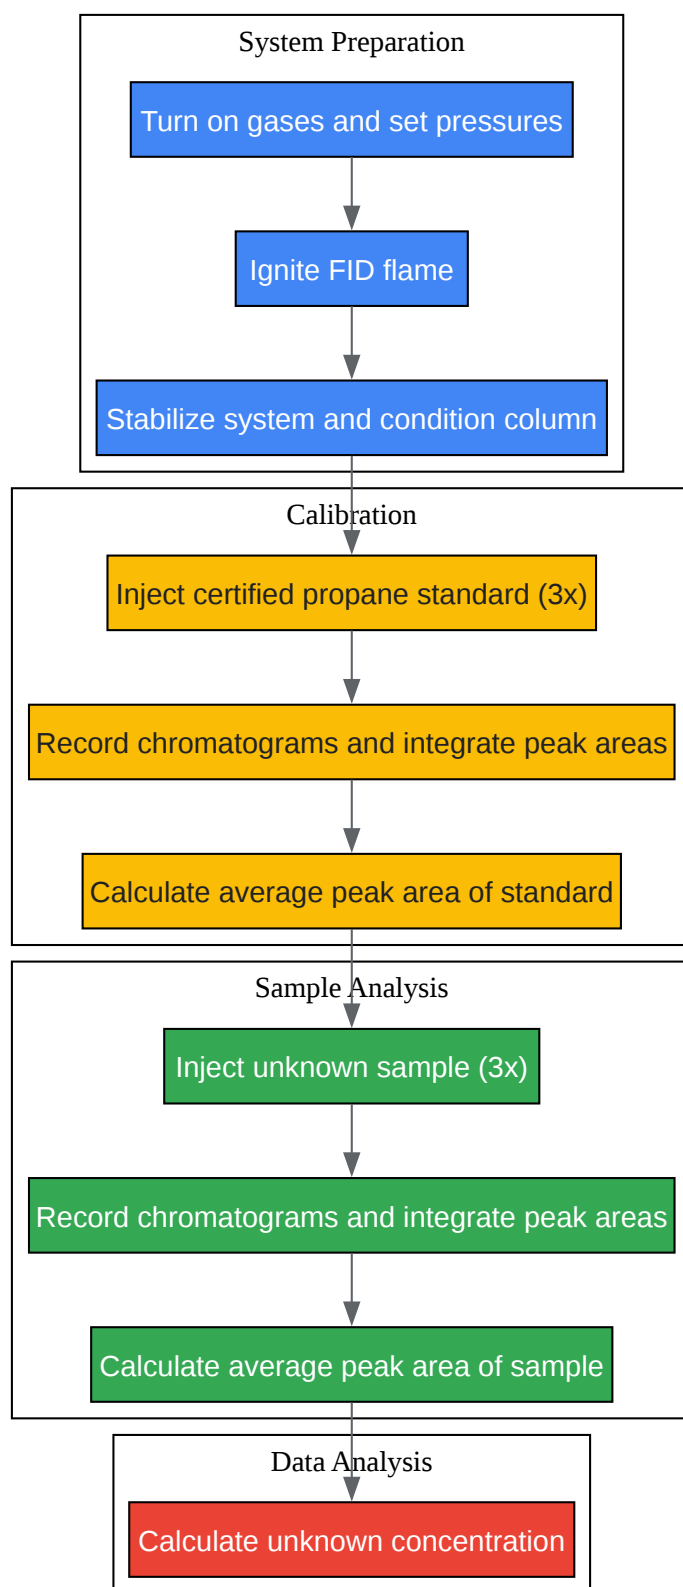 System Preparation
Turn on gases and set pressures
Ignite FID flame
Stabilize system and condition column
Calibration
Inject certified propane standard (3x)
Record chromatograms and integrate peak areas
Calculate average peak area of standard
Sample Analysis
Inject unknown sample (3x)
Record chromatograms and integrate peak areas
Calculate average peak area of sample
Data Analysis
Calculate unknown concentration